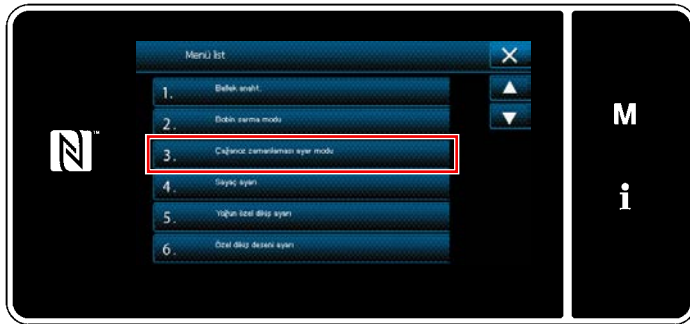 Menü list
1. Bellek anaht.
2. Bobin sarma modu
3. Çağanoz zamanlaması ayar modu
4. Sayaç ayarı
5. Yoğun özel dikiş ayarı
6. Özel dikiş deseni ayarı
M
i